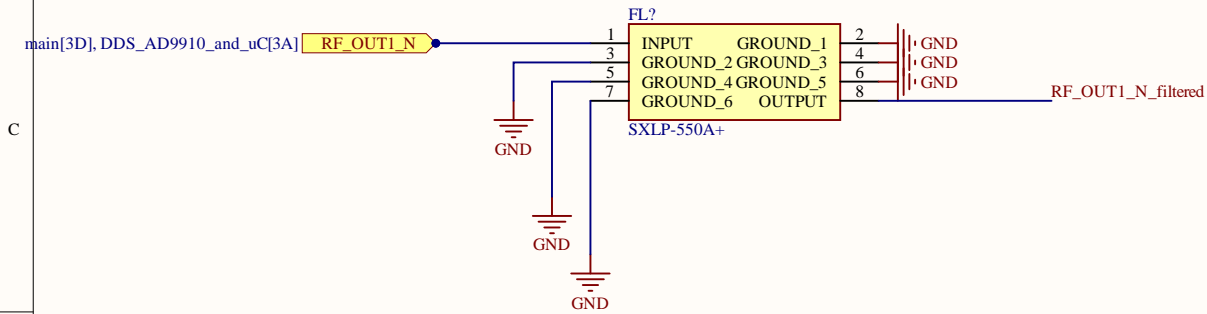 FL?
main[3D], DDS_AD9910_and_uC[3A] RF_OUT1_N
1 INPUT GROUND_1 2 GND
3 GROUND_2 GROUND_3 4 GND
5 GROUND_4 GROUND_5 6 GND
7 GROUND_6 OUTPUT 8 RF_OUT1_N_filtered
C
SXLP-550A+
GND
GND
GND